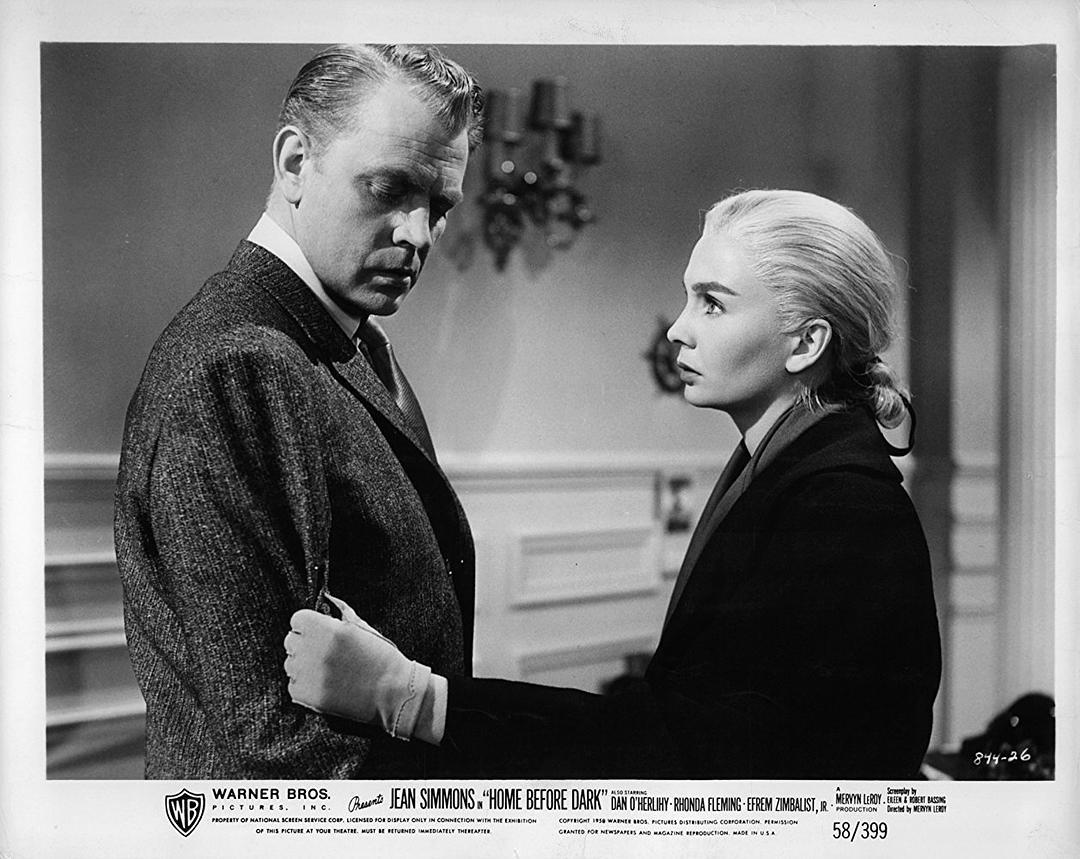 844-26
WB
WARNER BROS.
PICTURES, INC.
Presents JEAN SIMMONS IN "HOME BEFORE DARK" ALSO STARRING DAN O'HERLIHY · RHONDA FLEMING · EFREM ZIMBALIST, JR.
A
MERVYN LeROY
PRODUCTION
Screenplay by
EILEEN & ROBERT BASSING
Directed by MERVYN LEROY
PROPERTY OF NATIONAL SCREEN SERVICE CORP. LICENSED FOR DISPLAY ONLY IN CONNECTION WITH THE EXHIBITION
OF THIS PICTURE AT YOUR THEATRE. MUST BE RETURNED IMMEDIATELY THEREAFTER.
COPYRIGHT 1958 WARNER BROS. PICTURES DISTRIBUTING CORPORATION. PERMISSION
GRANTED FOR NEWSPAPER AND MAGAZINE REPRODUCTION. MADE IN U.S.A.
58/399